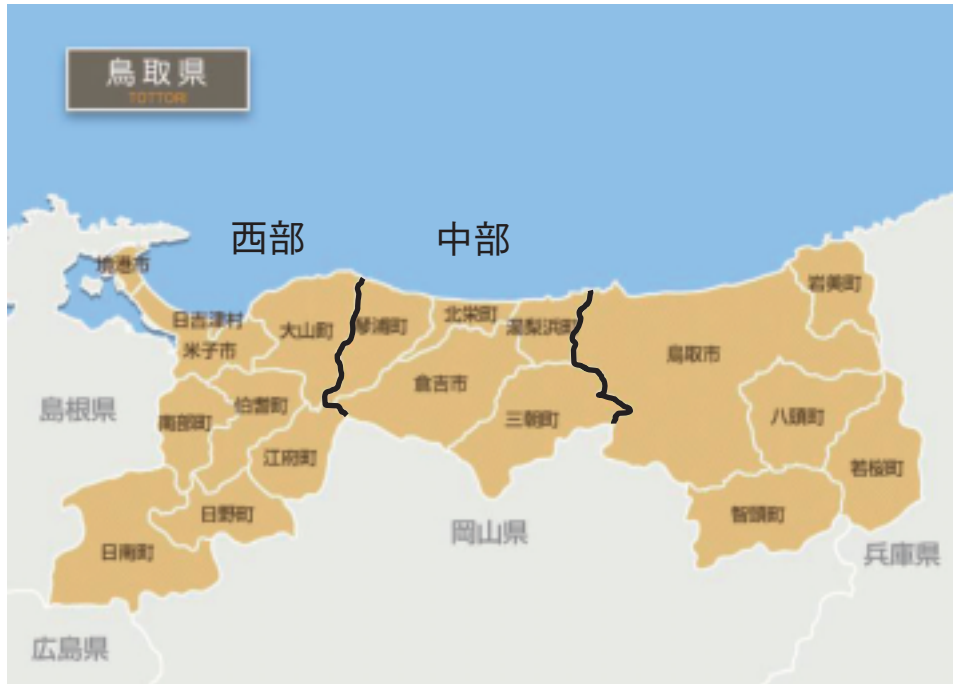 鳥取県
TOTTORI
西部
中部
境港市
岩美町
日吉津村
大山町
琴浦町
北栄町
湯梨浜町
米子市
鳥取市
倉吉市
島根県
南部町
伯耆町
三朝町
八頭町
江府町
若桜町
日野町
智頭町
岡山県
日南町
兵庫県
広島県